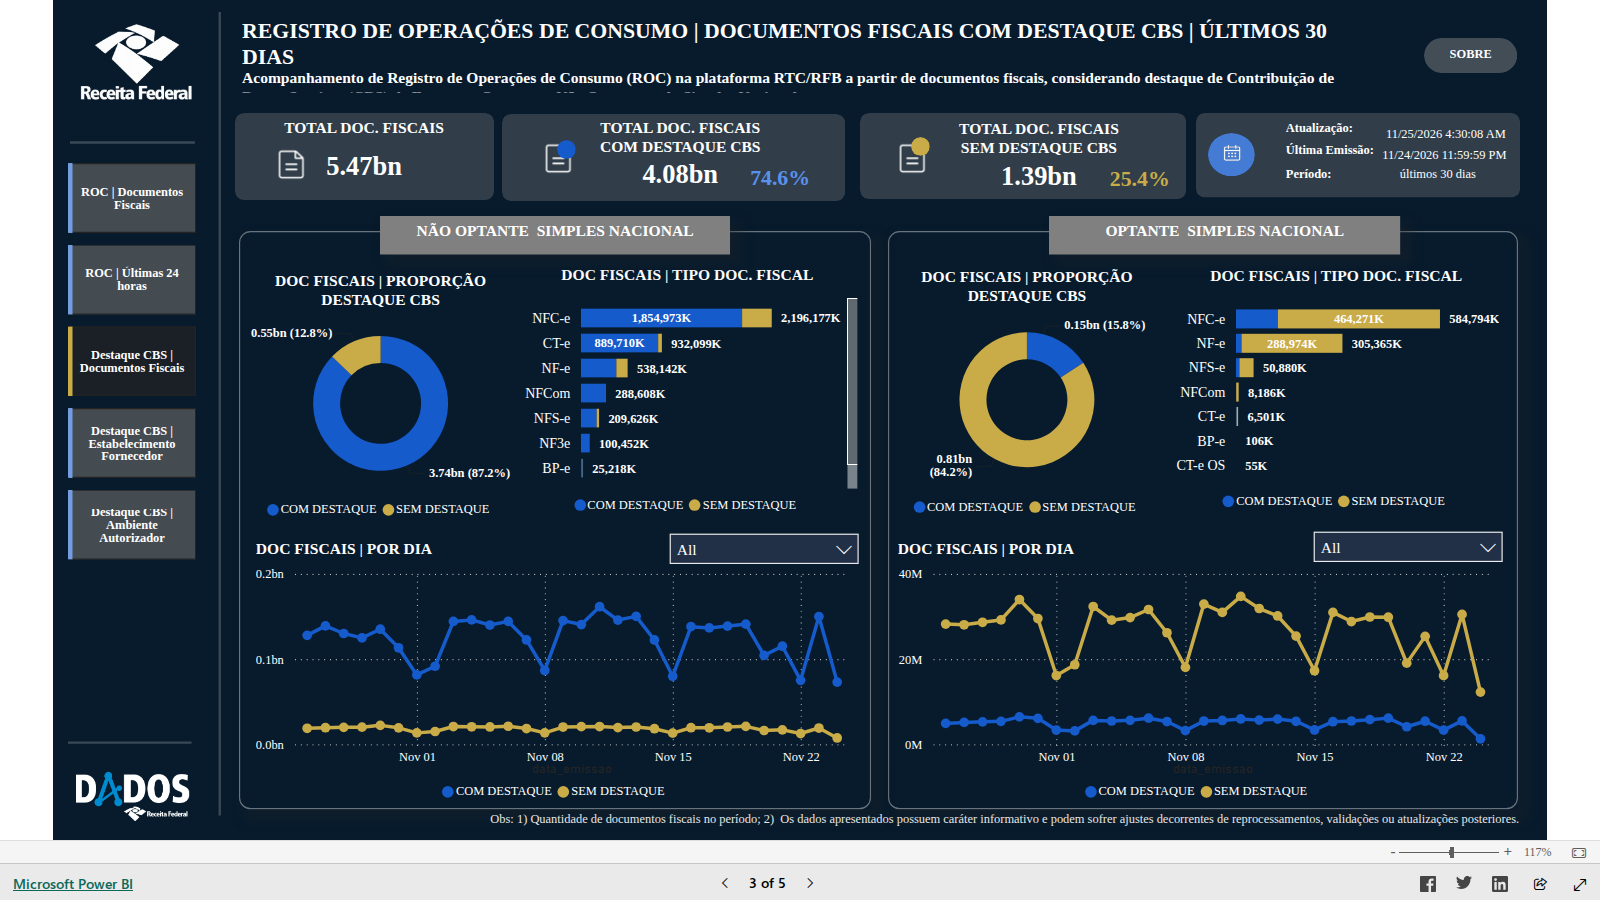 Receita Federal
REGISTRO DE OPERAÇÕES DE CONSUMO | DOCUMENTOS FISCAIS COM DESTAQUE CBS | ÚLTIMOS 30
DIAS
Acompanhamento de Registro de Operações de Consumo (ROC) na plataforma RTC/RFB a partir de documentos fiscais, considerando destaque de Contribuição de
SOBRE
ROC | Documentos
Fiscais
ROC | Últimas 24
horas
Destaque CBS |
Documentos Fiscais
Destaque CBS |
Estabelecimento
Fornecedor
Destaque CBS |
Ambiente
Autorizador
DADOS
Receita Federal
TOTAL DOC. FISCAIS
5.47bn
TOTAL DOC. FISCAIS
COM DESTAQUE CBS
4.08bn 74.6%
TOTAL DOC. FISCAIS
SEM DESTAQUE CBS
1.39bn 25.4%
Atualização: 11/25/2026 4:30:08 AM
Última Emissão: 11/24/2026 11:59:59 PM
Período: últimos 30 dias
NÃO OPTANTE SIMPLES NACIONAL
DOC FISCAIS | PROPORÇÃO
DESTAQUE CBS
0.55bn (12.8%)
3.74bn (87.2%)
COM DESTAQUE SEM DESTAQUE
DOC FISCAIS | TIPO DOC. FISCAL
NFC-e 1,854,973K 2,196,177K
CT-e 889,710K 932,099K
NF-e 538,142K
NFCom 288,608K
NFS-e 209,626K
NF3e 100,452K
BP-e 25,218K
COM DESTAQUE SEM DESTAQUE
DOC FISCAIS | POR DIA
All
0.2bn
0.1bn
0.0bn
Nov 01 Nov 08 Nov 15 Nov 22
data_emissao
COM DESTAQUE SEM DESTAQUE
OPTANTE SIMPLES NACIONAL
DOC FISCAIS | PROPORÇÃO
DESTAQUE CBS
0.15bn (15.8%)
0.81bn
(84.2%)
COM DESTAQUE SEM DESTAQUE
DOC FISCAIS | TIPO DOC. FISCAL
NFC-e 464,271K 584,794K
NF-e 288,974K 305,365K
NFS-e 50,880K
NFCom 8,186K
CT-e 6,501K
BP-e 106K
CT-e OS 55K
COM DESTAQUE SEM DESTAQUE
DOC FISCAIS | POR DIA
All
40M
20M
0M
Nov 01 Nov 08 Nov 15 Nov 22
data_emissao
COM DESTAQUE SEM DESTAQUE
Obs: 1) Quantidade de documentos fiscais no período; 2) Os dados apresentados possuem caráter informativo e podem sofrer ajustes decorrentes de reprocessamentos, validações ou atualizações posteriores.
- + 117%
Microsoft Power BI
3 of 5